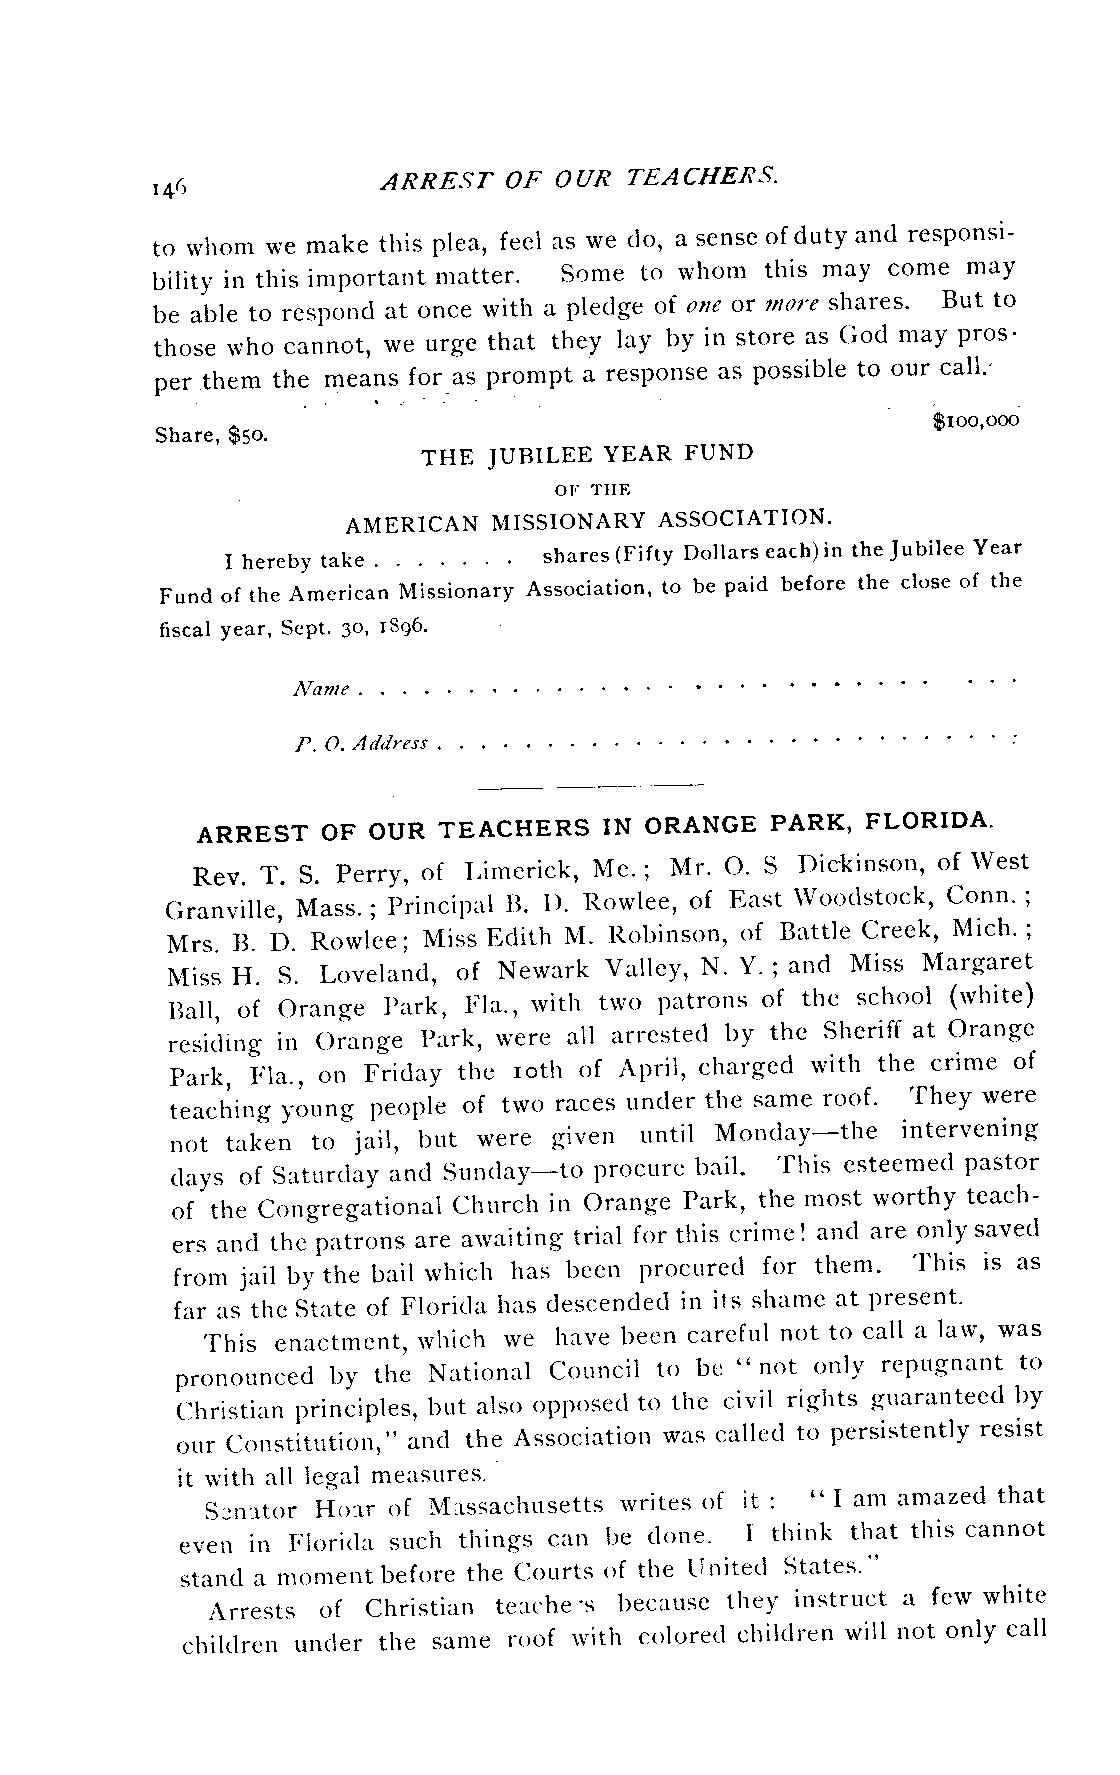 146 ARREST OF OUR TEACHERS.
to whom we make this plea, feel as we do, a sense of duty and responsi-
bility in this important matter. Some to whom this may come may
be able to respond at once with a pledge of one or more shares. But to
those who cannot, we urge that they lay by in store as God may pros-
per them the means for as prompt a response as possible to our call.
Share, $50. $100,000
THE JUBILEE YEAR FUND
OF THE
AMERICAN MISSIONARY ASSOCIATION.
I hereby take . . . . . . . shares (Fifty Dollars each) in the Jubilee Year
Fund of the American Missionary Association, to be paid before the close of the
fiscal year, Sept. 30, 1896.
Name . . . . . . . . . . . . . . . . . . . . . . . . . . . . .
P. O. Address . . . . . . . . . . . . . . . . . . . . . . . . . . .
ARREST OF OUR TEACHERS IN ORANGE PARK, FLORIDA.
Rev. T. S. Perry, of Limerick, Me.; Mr. O. S Dickinson, of West
Granville, Mass.; Principal B. D. Rowlee, of East Woodstock, Conn.;
Mrs. B. D. Rowlee; Miss Edith M. Robinson, of Battle Creek, Mich.;
Miss H. S. Loveland, of Newark Valley, N. Y.; and Miss Margaret
Ball, of Orange Park, Fla., with two patrons of the school (white)
residing in Orange Park, were all arrested by the Sheriff at Orange
Park, Fla., on Friday the 10th of April, charged with the crime of
teaching young people of two races under the same roof. They were
not taken to jail, but were given until Monday—the intervening
days of Saturday and Sunday—to procure bail. This esteemed pastor
of the Congregational Church in Orange Park, the most worthy teach-
ers and the patrons are awaiting trial for this crime! and are only saved
from jail by the bail which has been procured for them. This is as
far as the State of Florida has descended in its shame at present.
This enactment, which we have been careful not to call a law, was
pronounced by the National Council to be "not only repugnant to
Christian principles, but also opposed to the civil rights guaranteed by
our Constitution," and the Association was called to persistently resist
it with all legal measures.
Senator Hoar of Massachusetts writes of it: "I am amazed that
even in Florida such things can be done. I think that this cannot
stand a moment before the Courts of the United States."
Arrests of Christian teachers because they instruct a few white
children under the same roof with colored children will not only call